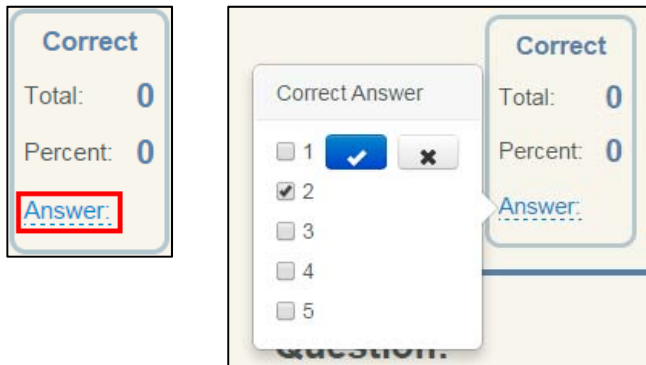 Correct
Total: 0
Percent: 0
Answer:
Correct Answer
1
2
3
4
5
Correct
Total: 0
Percent: 0
Answer:
Question: